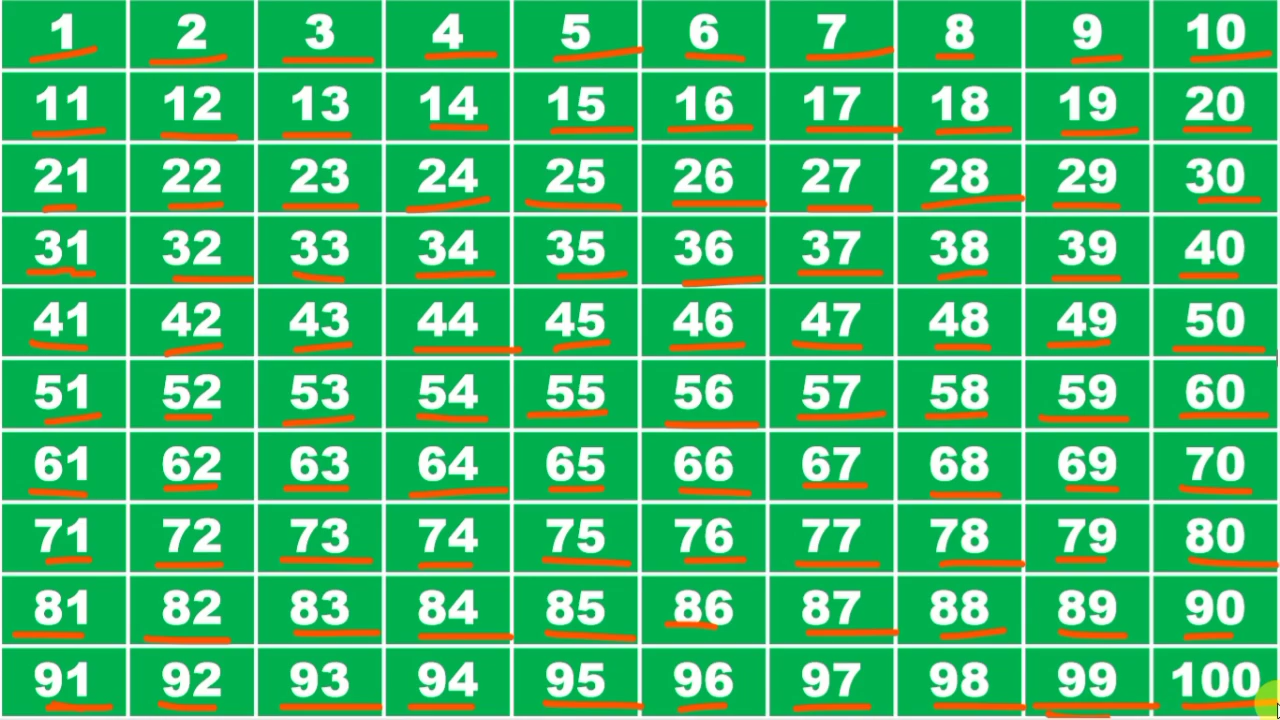 1 2 3 4 5 6 7 8 9 10
11 12 13 14 15 16 17 18 19 20
21 22 23 24 25 26 27 28 29 30
31 32 33 34 35 36 37 38 39 40
41 42 43 44 45 46 47 48 49 50
51 52 53 54 55 56 57 58 59 60
61 62 63 64 65 66 67 68 69 70
71 72 73 74 75 76 77 78 79 80
81 82 83 84 85 86 87 88 89 90
91 92 93 94 95 96 97 98 99 100